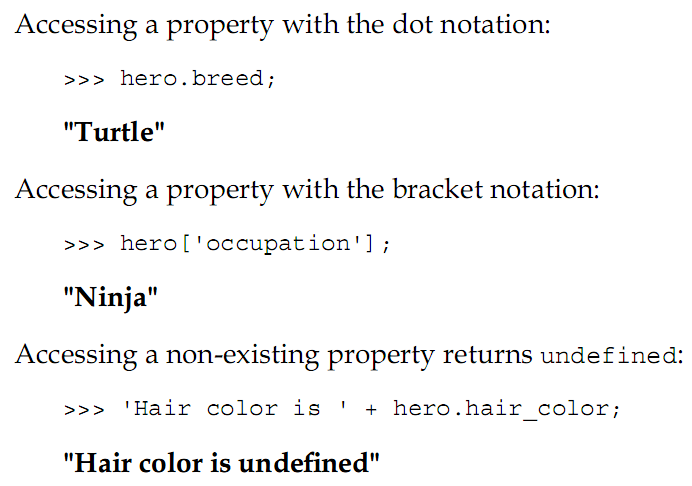 Accessing a property with the dot notation:
>>> hero.breed;
"Turtle"
Accessing a property with the bracket notation:
>>> hero['occupation'];
"Ninja"
Accessing a non-existing property returns undefined:
>>> 'Hair color is ' + hero.hair_color;
"Hair color is undefined"